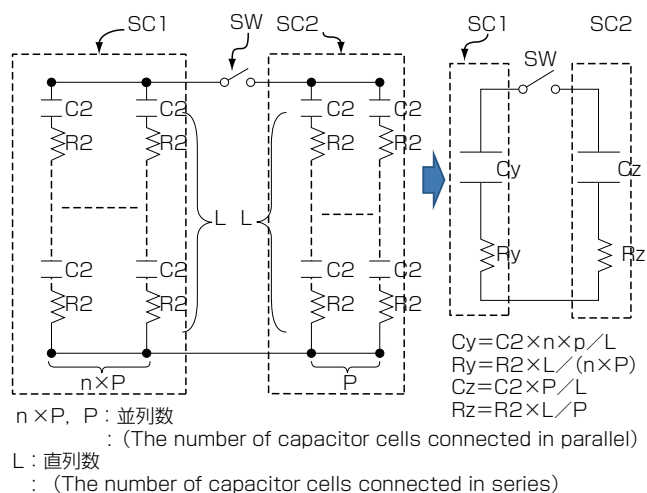 SC1 SW SC2
C2 C2 C2 C2
R2 R2 R2 R2
L L
C2 C2 C2 C2
R2 R2 R2 R2
n×P P
SC1 SC2
SW
Cy Cz
Ry Rz
Cy=C2×n×p／L
Ry=R2×L／(n×P)
Cz=C2×P／L
Rz=R2×L／P
n×P, P：並列数
：(The number of capacitor cells connected in parallel)
L：直列数
：(The number of capacitor cells connected in series)